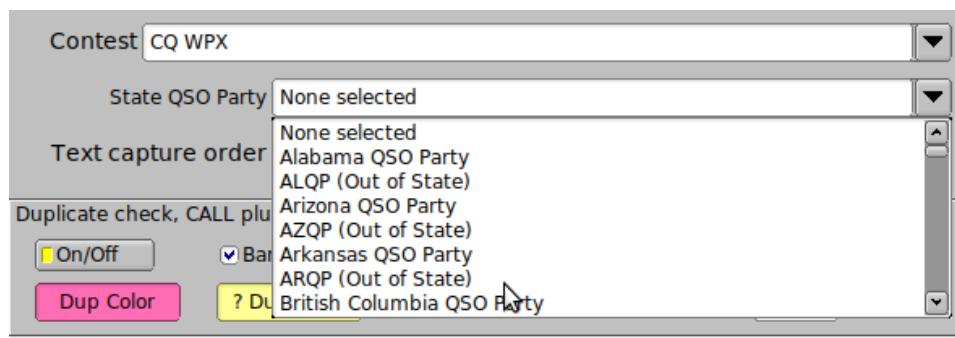 Contest CQ WPX
State QSO Party None selected
None selected
Alabama QSO Party
Text capture order
ALQP (Out of State)
Arizona QSO Party
Duplicate check, CALL plu
AZQP (Out of State)
On/Off
Arkansas QSO Party
ARQP (Out of State)
Dup Color
British Columbia QSO Party